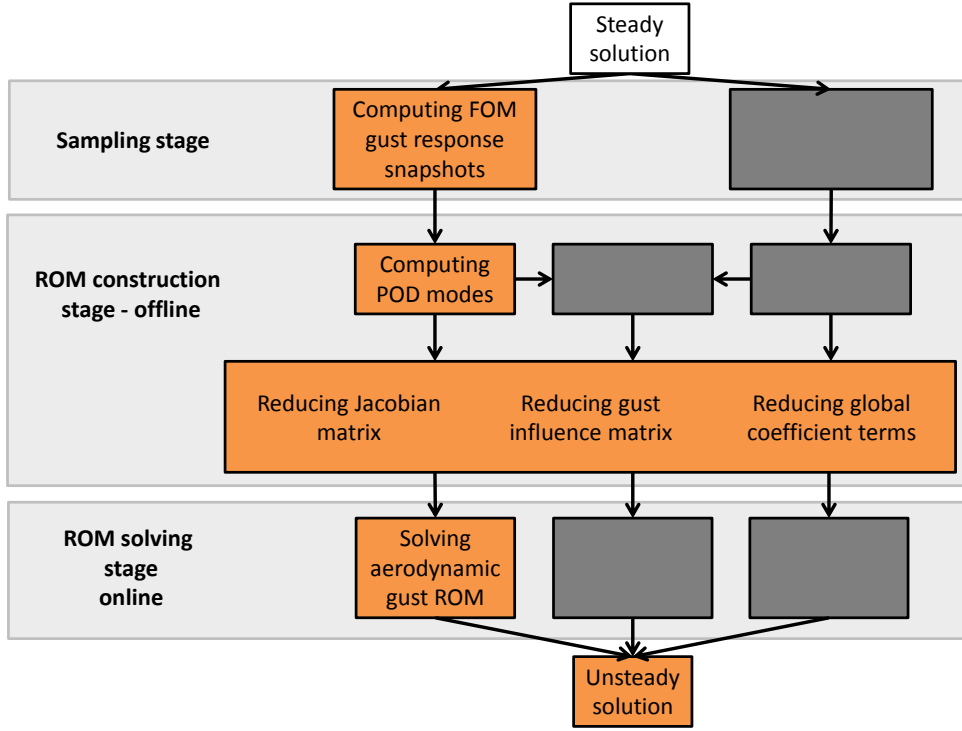 Steady
solution
Sampling stage
Computing FOM
gust response
snapshots
ROM construction
stage - offline
Computing
POD modes
Reducing Jacobian
matrix
Reducing gust
influence matrix
Reducing global
coefficient terms
ROM solving
stage
online
Solving
aerodynamic
gust ROM
Unsteady
solution